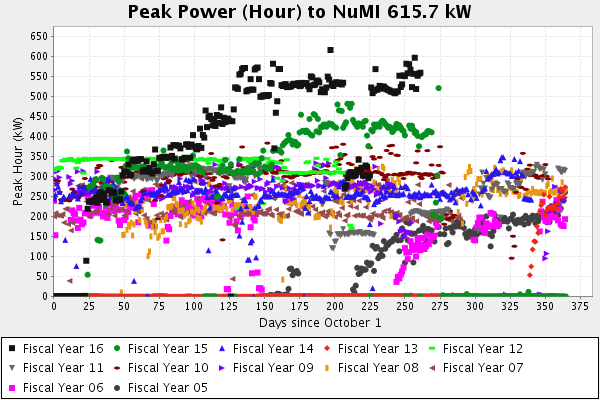 Peak Power (Hour) to NuMI 615.7 kW
Peak Hour (kW)
650
600
550
500
450
400
350
300
250
200
150
100
50
0
0 25 50 75 100 125 150 175 200 225 250 275 300 325 350 375
Days since October 1
Fiscal Year 16 Fiscal Year 15 Fiscal Year 14 Fiscal Year 13 Fiscal Year 12
Fiscal Year 11 Fiscal Year 10 Fiscal Year 09 Fiscal Year 08 Fiscal Year 07
Fiscal Year 06 Fiscal Year 05